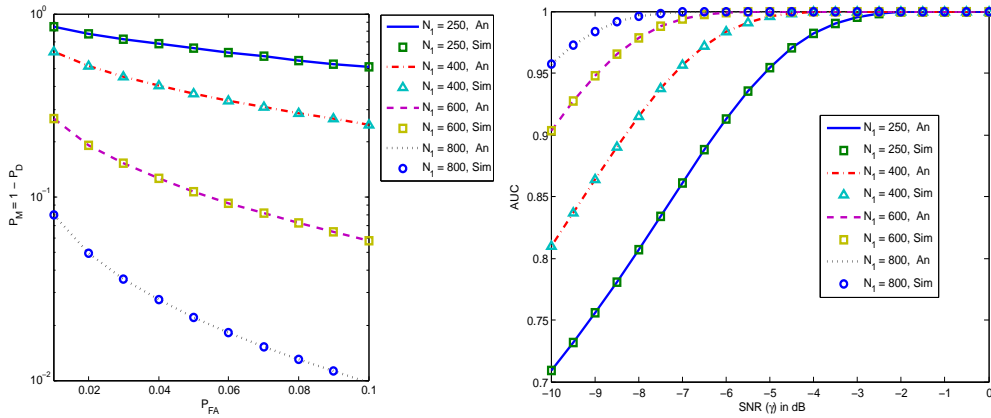 10^0
10^-1
10^-2
P_M = 1 − P_D
0.02
0.04
0.06
0.08
0.1
P_FA
N_1 = 250, An
N_1 = 250, Sim
N_1 = 400, An
N_1 = 400, Sim
N_1 = 600, An
N_1 = 600, Sim
N_1 = 800, An
N_1 = 800, Sim
1
0.95
0.9
0.85
0.8
0.75
0.7
AUC
−10
−9
−8
−7
−6
−5
−4
−3
−2
−1
0
SNR (γ) in dB
N_1 = 250, An
N_1 = 250, Sim
N_1 = 400, An
N_1 = 400, Sim
N_1 = 600, An
N_1 = 600, Sim
N_1 = 800, An
N_1 = 800, Sim